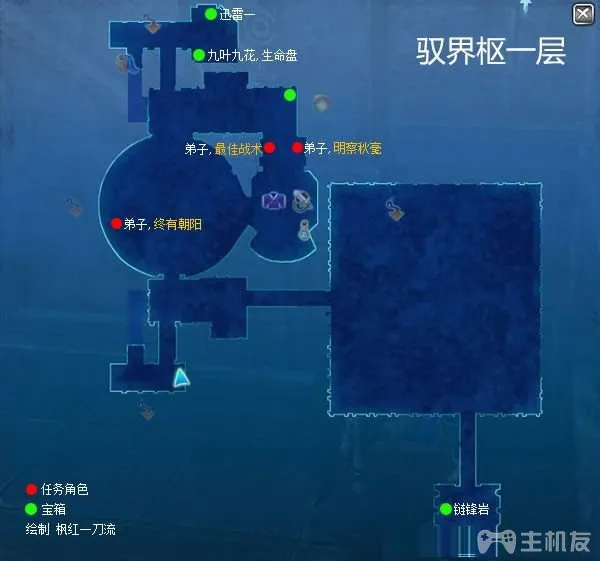 迅雷一
驭界枢一层
九叶九花,生命盘
弟子,最佳战术
弟子,明察秋毫
弟子,终有朝阳
任务角色
宝箱
链锋岩
绘制 枫红一刀流
主机友